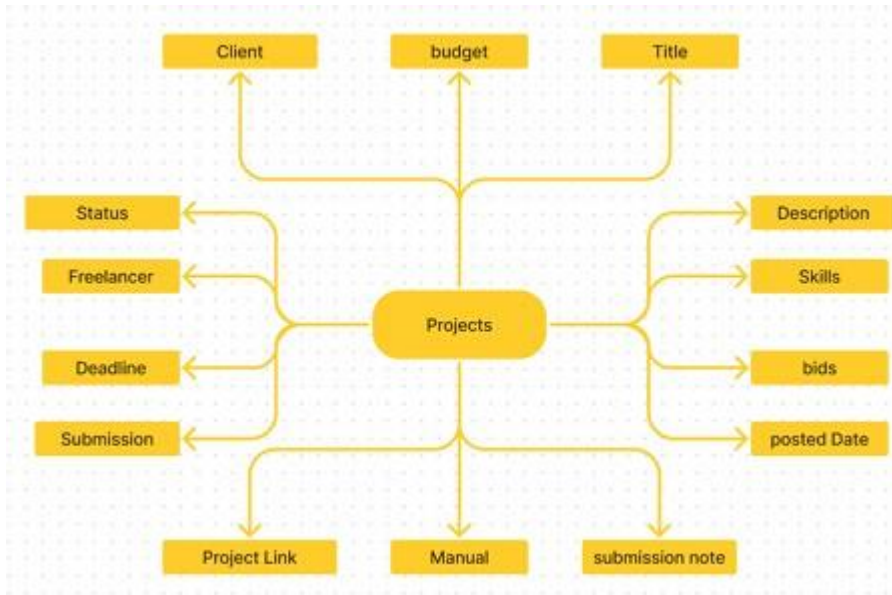 Client
budget
Title
Status
Description
Freelancer
Skills
Projects
Deadline
bids
Submission
posted Date
Project Link
Manual
submission note